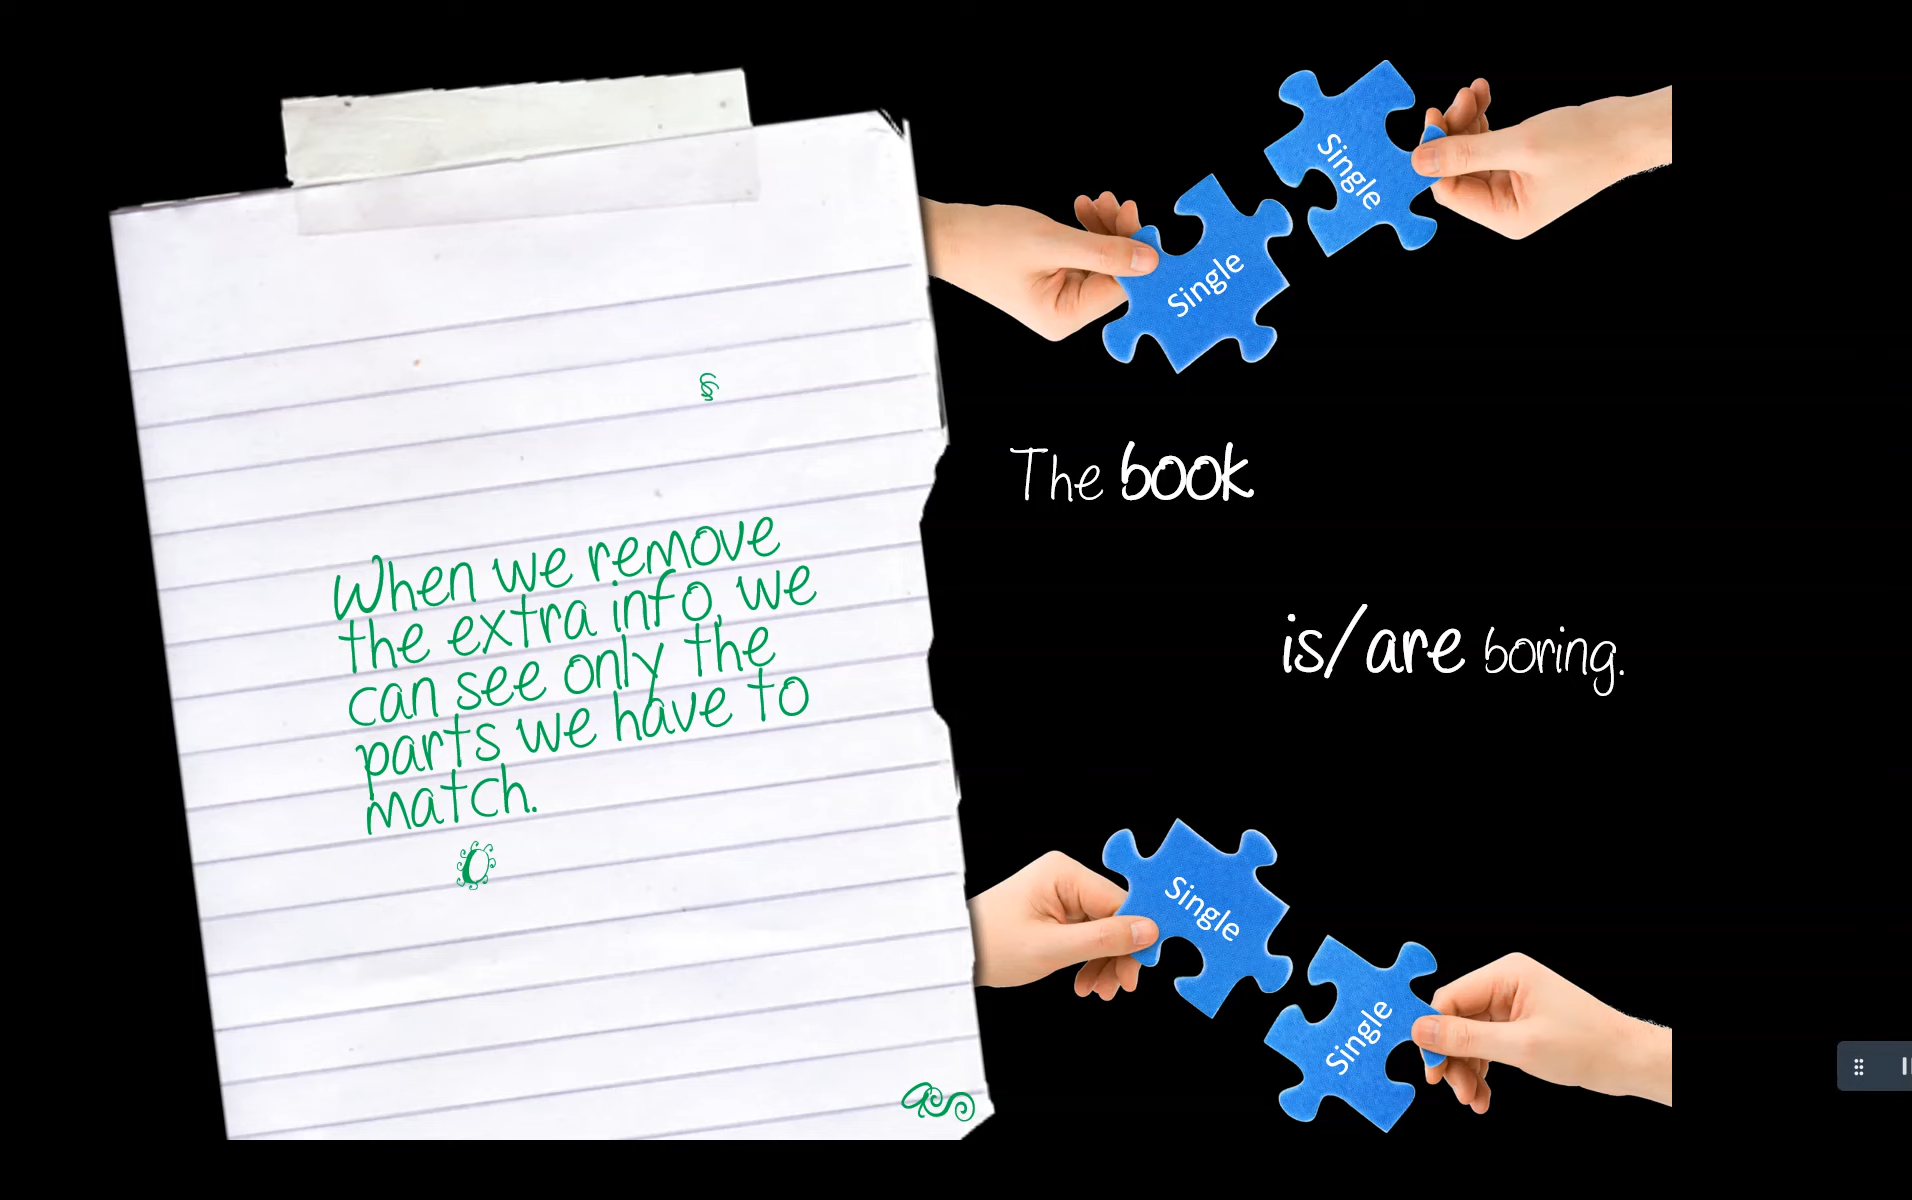 Single
Single
The book
is/are boring.
When we remove
the extra info, we
can see only the
parts we have to
match.
Single
Single